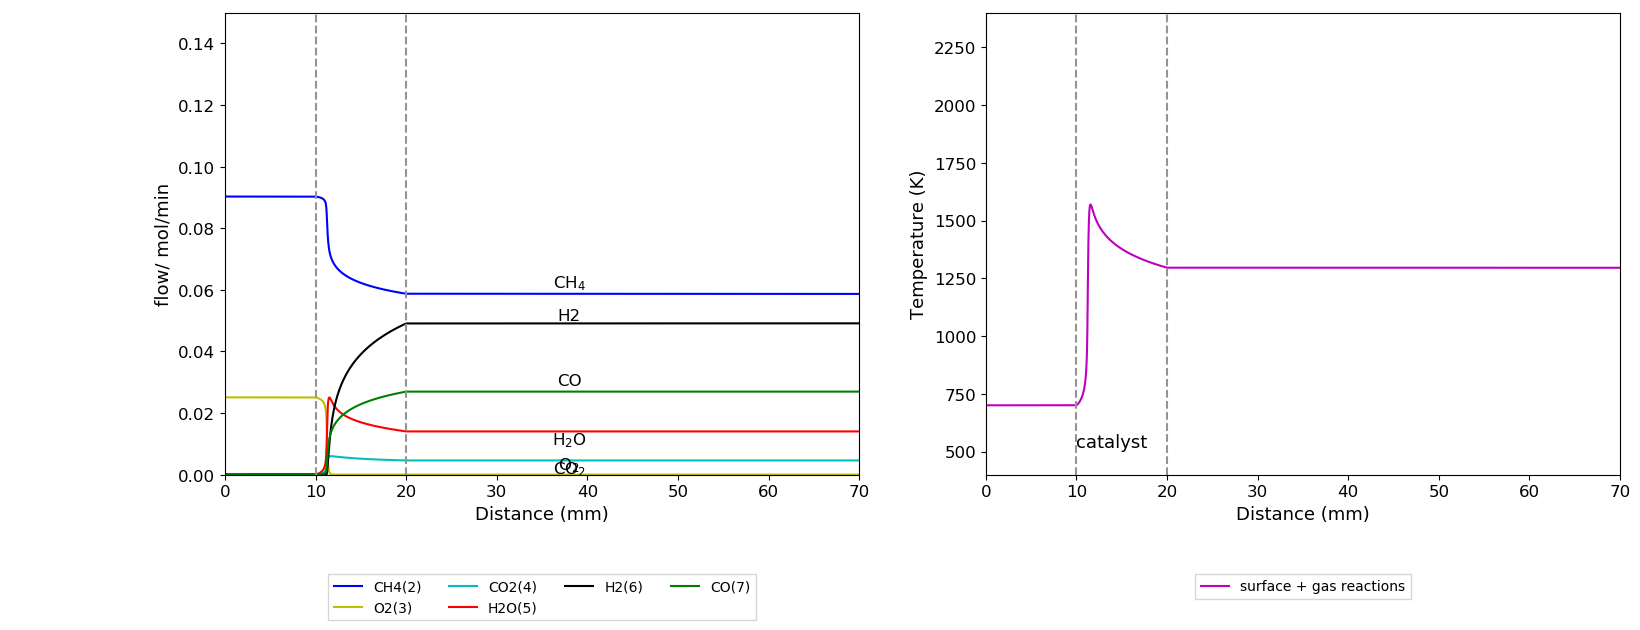 0.14
0.12
0.10
0.08
0.06
0.04
0.02
0.00
flow/ mol/min
0 10 20 30 40 50 60 70
Distance (mm)
CH₄
H2
CO
H₂O
O₂
CO₂
CH4(2) CO2(4) H2(6) CO(7)
O2(3) H2O(5)
2250
2000
1750
1500
1250
1000
750
500
Temperature (K)
catalyst
0 10 20 30 40 50 60 70
Distance (mm)
surface + gas reactions